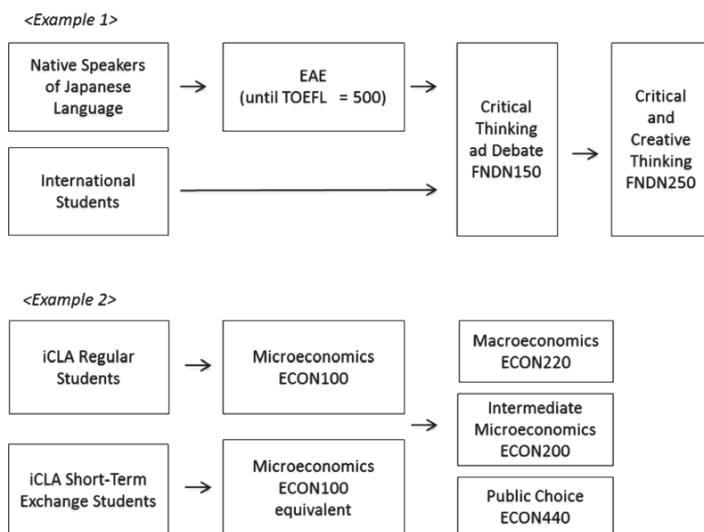 <Example 1>
Native Speakers
of Japanese
Language
EAE
(until TOEFL = 500)
Critical
Thinking
ad Debate
FNDN150
Critical
and
Creative
Thinking
FNDN250
International
Students
<Example 2>
iCLA Regular
Students
Microeconomics
ECON100
Macroeconomics
ECON220
Intermediate
Microeconomics
ECON200
iCLA Short-Term
Exchange Students
Microeconomics
ECON100
equivalent
Public Choice
ECON440